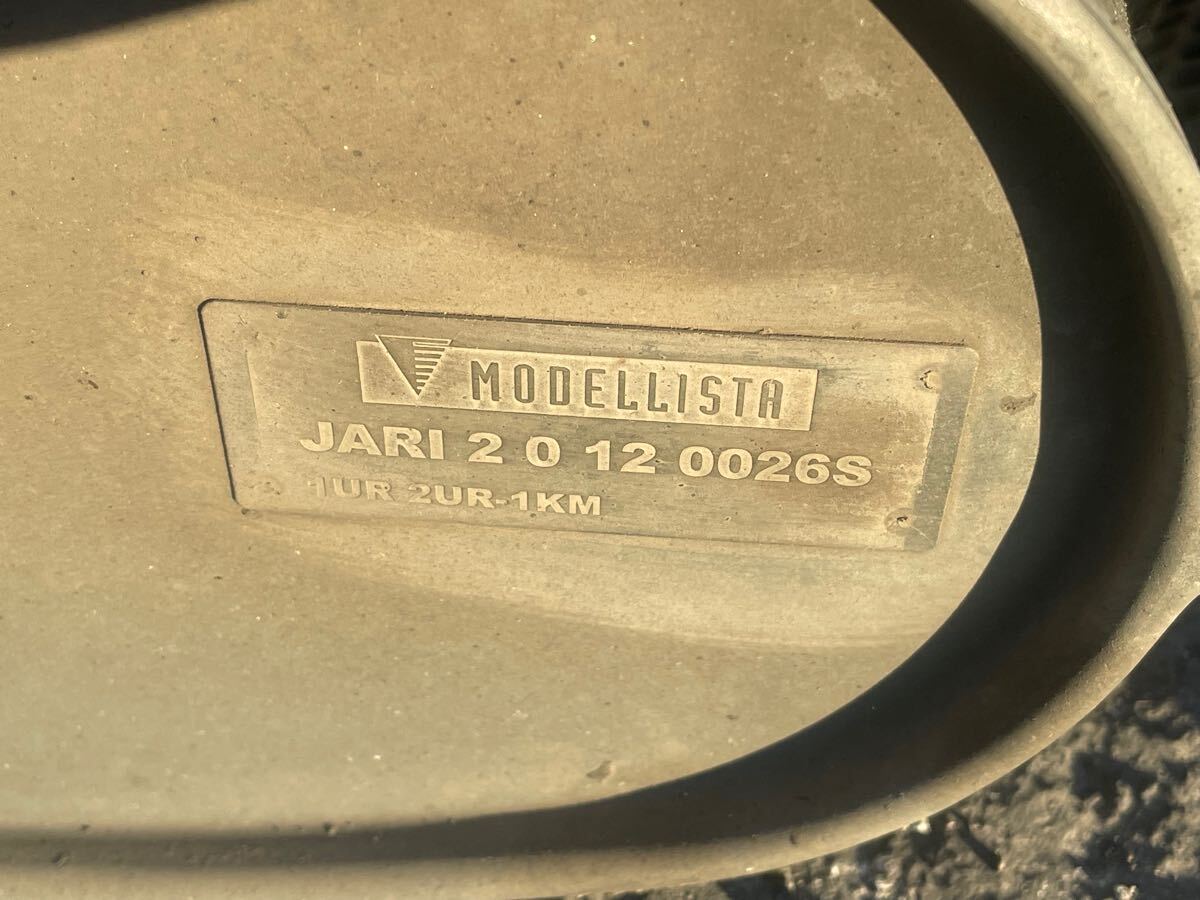 MODELLISTA
JARI 2 0 12 0026S
1UR 2UR-1KM